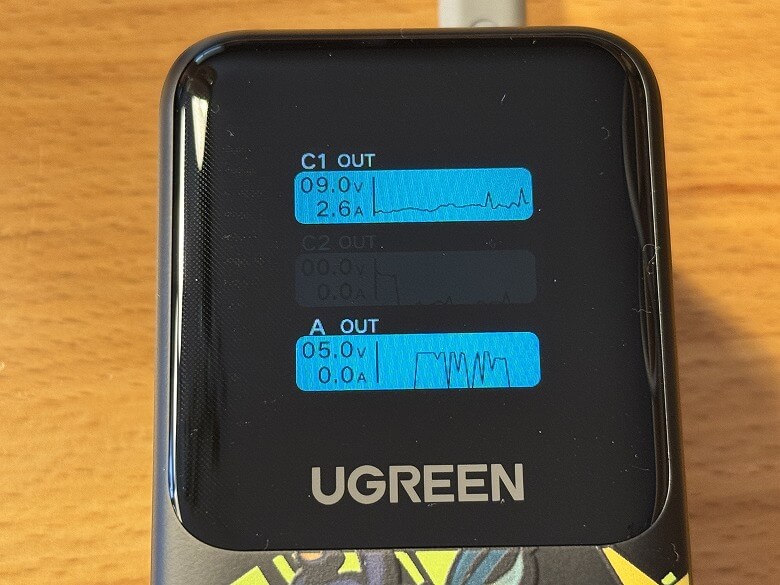 C1 OUT
09.0V
2.6A
C2 OUT
00.0V
0.0A
A OUT
05.0V
0.0A
UGREEN